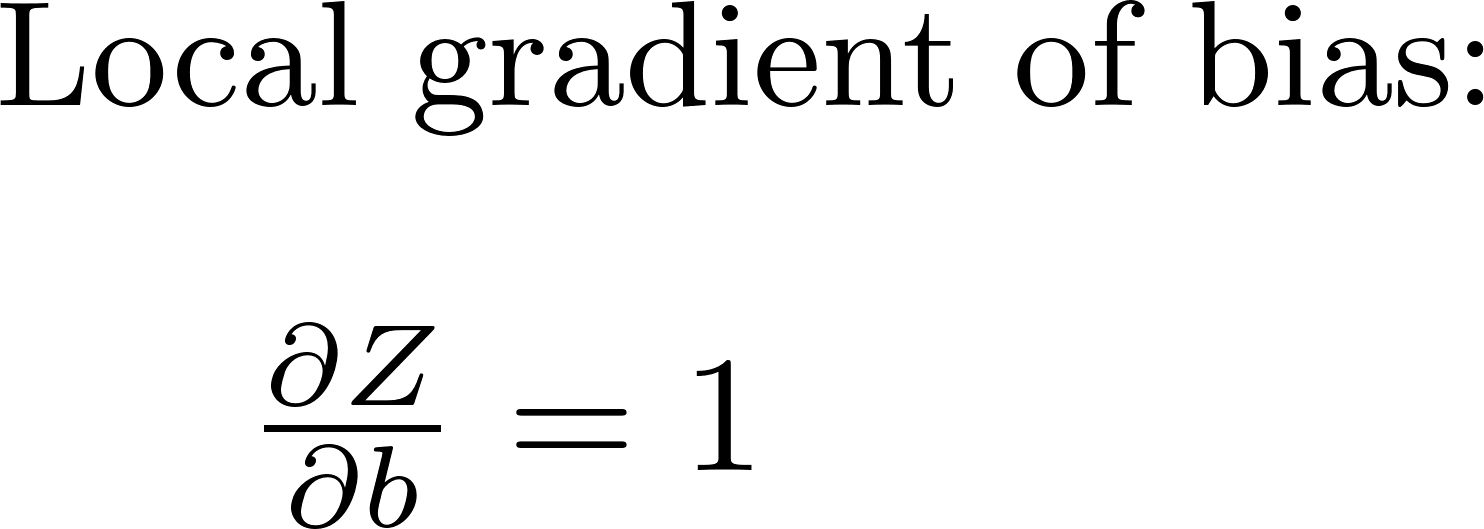 Local gradient of bias:
∂Z/∂b = 1